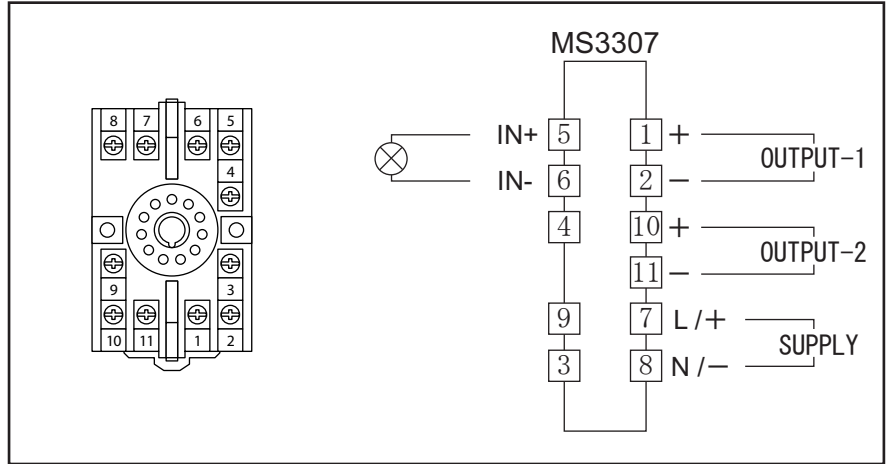 MS3307
8 7 6 5
4
9 3
10 11 1 2
IN+ 5 1 +
OUTPUT-1
IN- 6 2 −
4 10 +
OUTPUT-2
11 −
9 7 L/+
SUPPLY
3 8 N/−